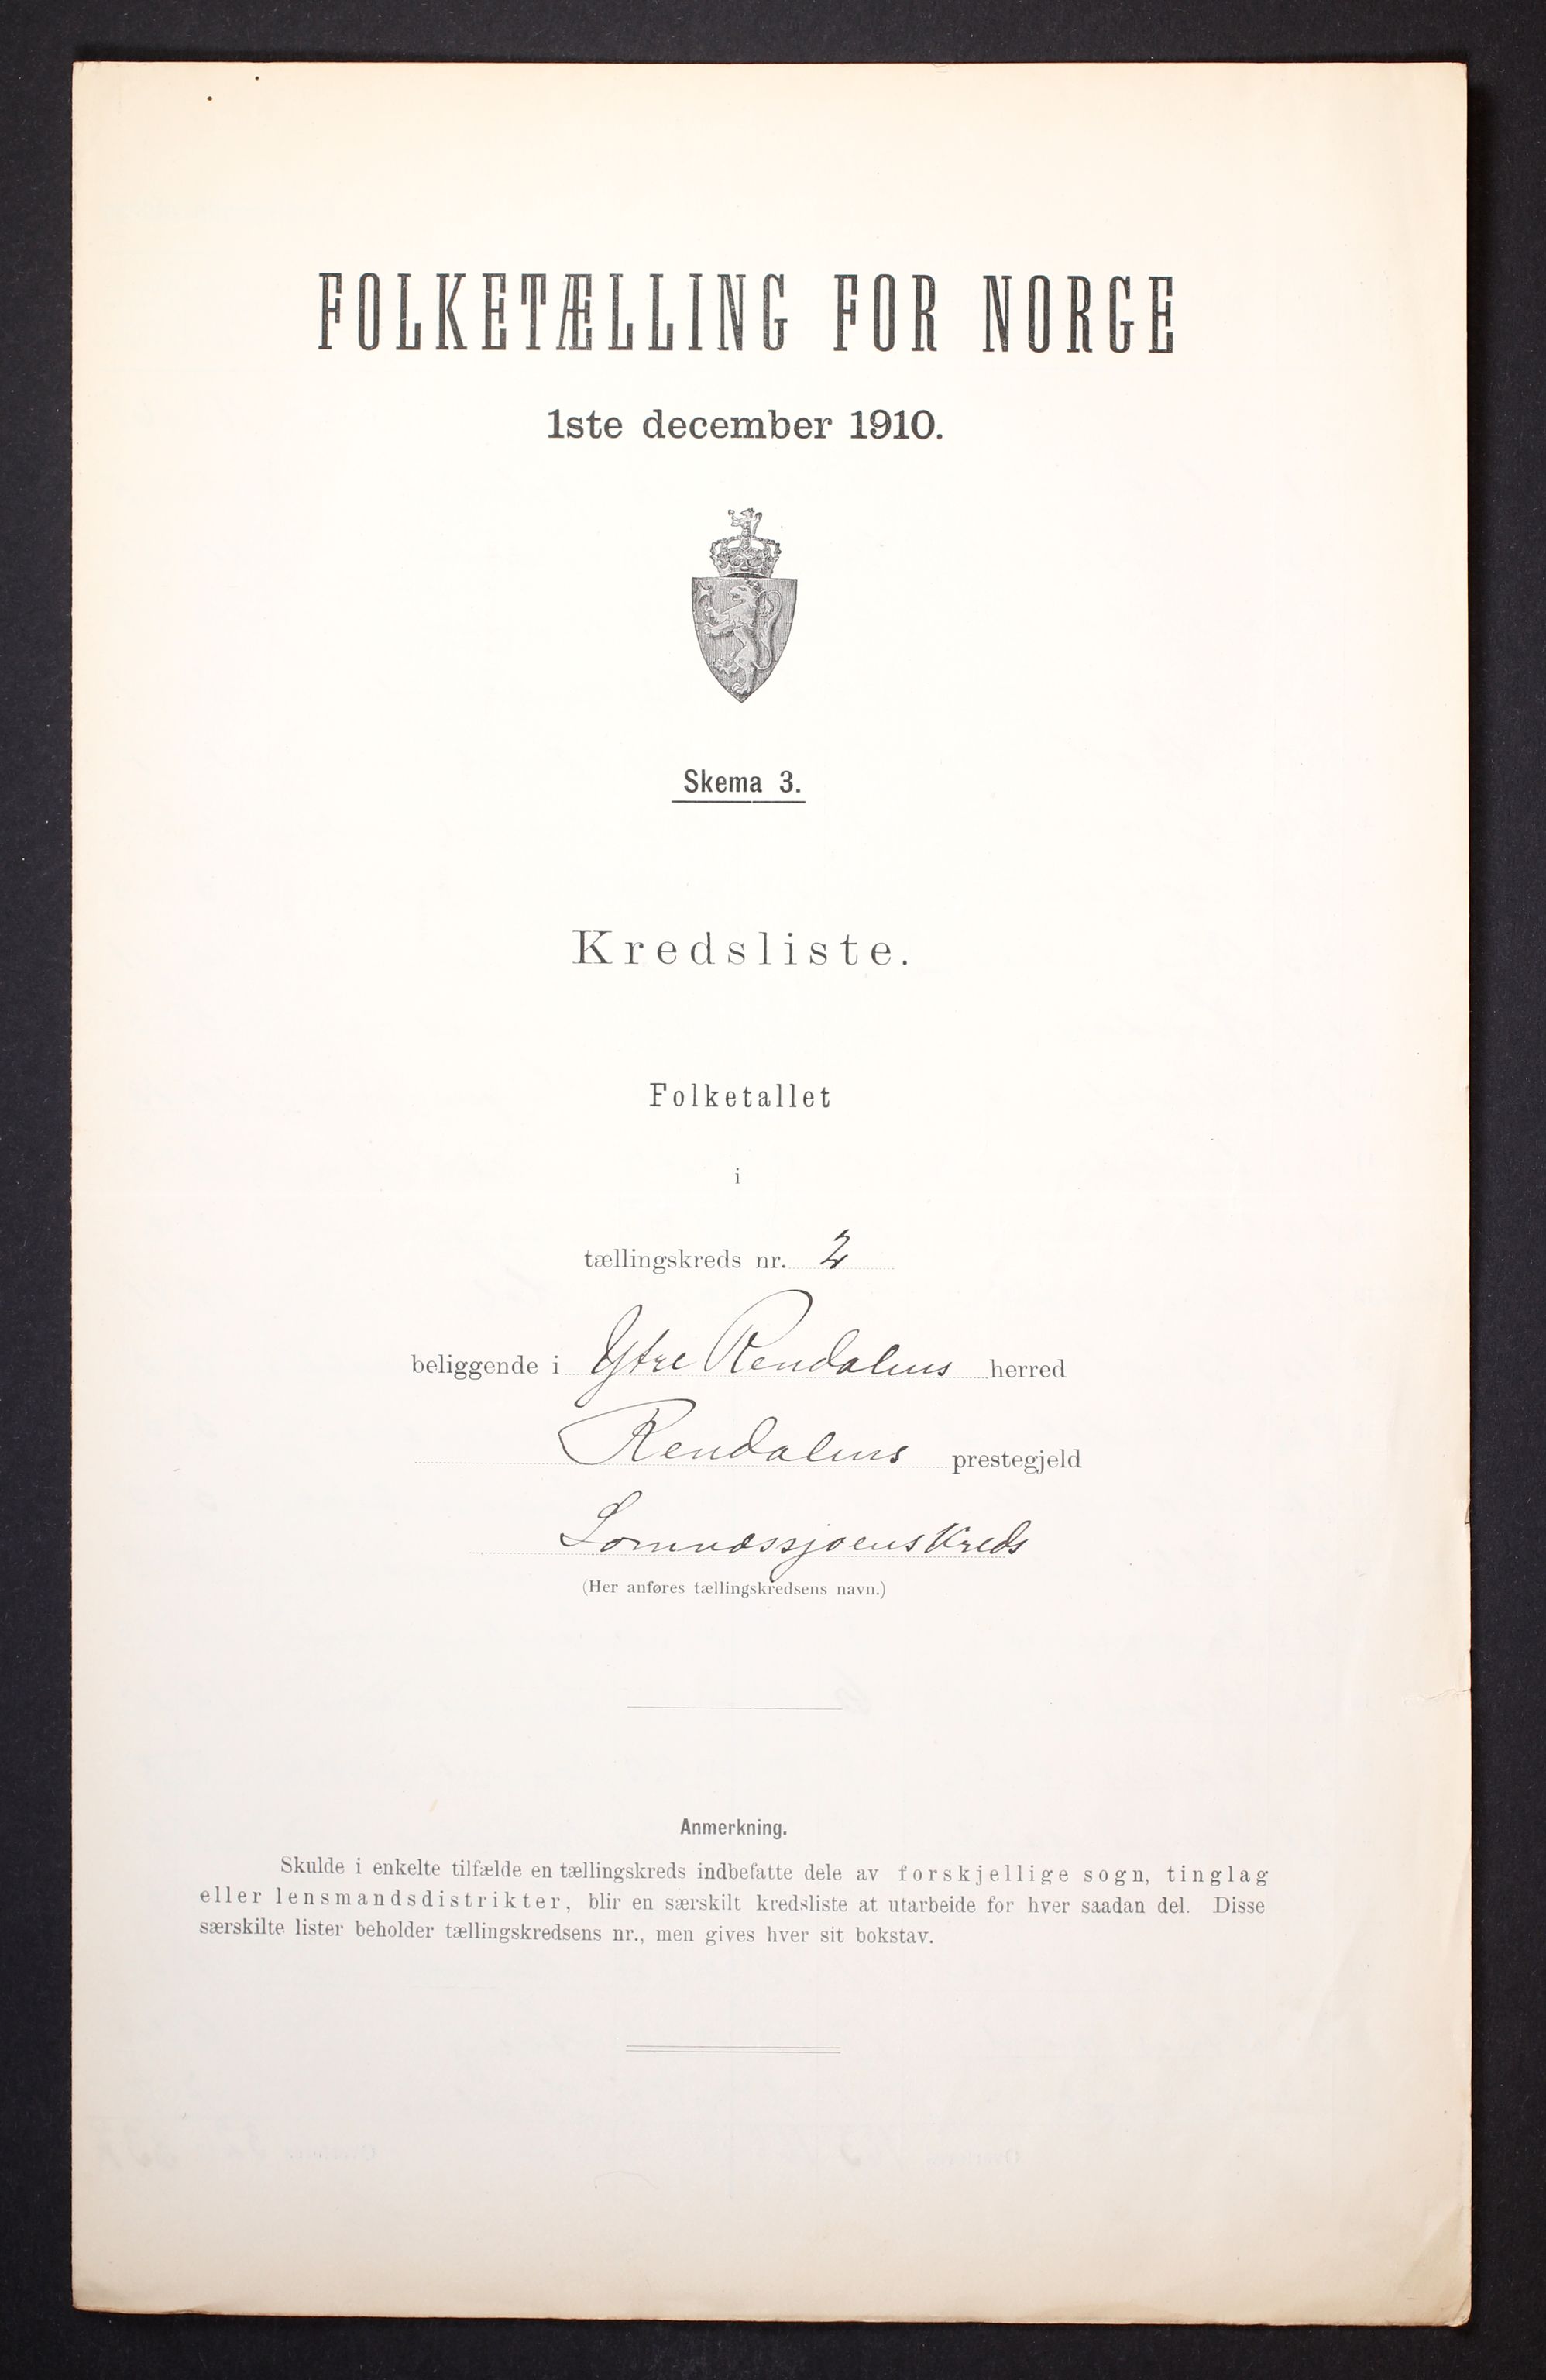 FOLKETÆLLING FOR NORGE
1ste december 1910.
Skema 3.
Kredsliste.
Folketallet
i
tællingskreds nr. 2
beliggende i Ytre Rendalens herred
Rendalens prestegjeld
Lomnæssjøens Kreds
(Her anføres tællingskredsens navn.)
Anmerkning.
Skulde i enkelte tilfælde en tællingskreds indbefatte dele av forskjellige sogn, tinglag
eller lensmandsdistrikter, blir en særskilt kredsliste at utarbeide for hver saadan del. Disse
særskilte lister beholder tællingskredsens nr., men gives hver sit bokstav.